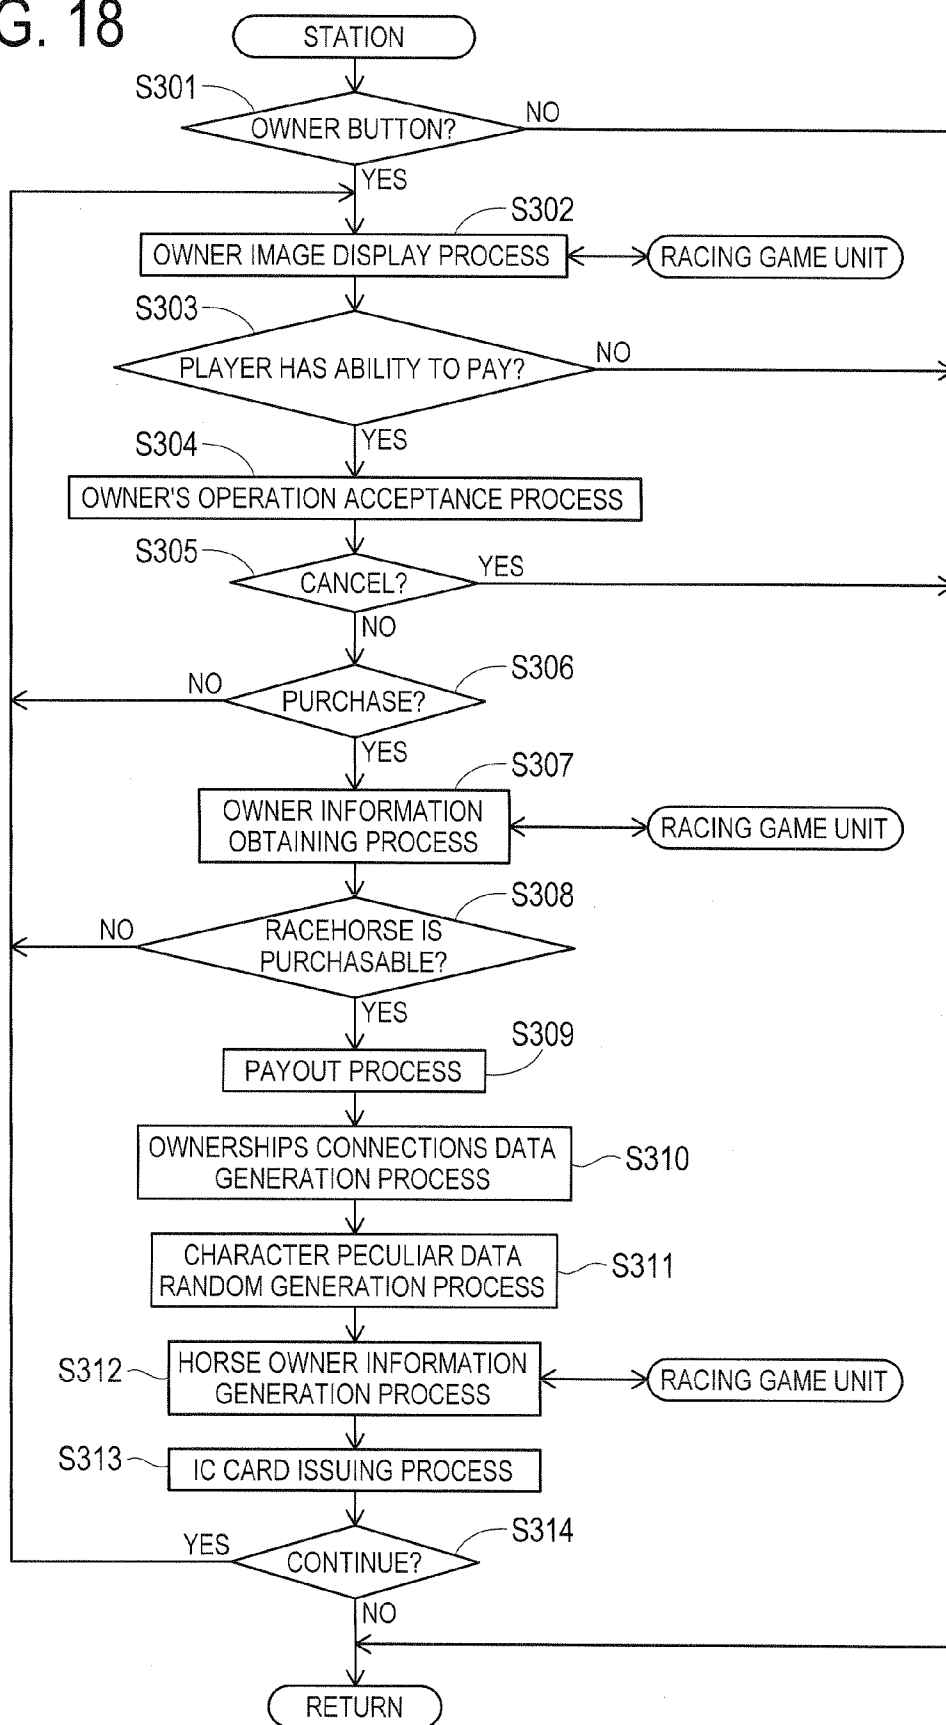 G. 18
STATION
S301
OWNER BUTTON?
NO
YES
S302
OWNER IMAGE DISPLAY PROCESS
RACING GAME UNIT
S303
PLAYER HAS ABILITY TO PAY?
NO
YES
S304
OWNER'S OPERATION ACCEPTANCE PROCESS
S305
CANCEL?
YES
NO
S306
NO
PURCHASE?
YES
S307
OWNER INFORMATION
OBTAINING PROCESS
RACING GAME UNIT
S308
NO
RACEHORSE IS
PURCHASABLE?
YES
S309
PAYOUT PROCESS
OWNERSHIPS CONNECTIONS DATA
GENERATION PROCESS
S310
CHARACTER PECULIAR DATA
RANDOM GENERATION PROCESS
S311
S312
HORSE OWNER INFORMATION
GENERATION PROCESS
RACING GAME UNIT
S313
IC CARD ISSUING PROCESS
S314
YES
CONTINUE?
NO
RETURN